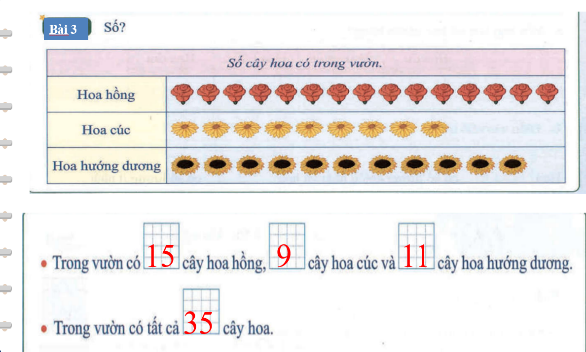 Bài 3 Số?
Số cây hoa có trong vườn.
Hoa hồng
Hoa cúc
Hoa hướng dương
• Trong vườn có 15 cây hoa hồng, 9 cây hoa cúc và 11 cây hoa hướng dương.
• Trong vườn có tất cả 35 cây hoa.